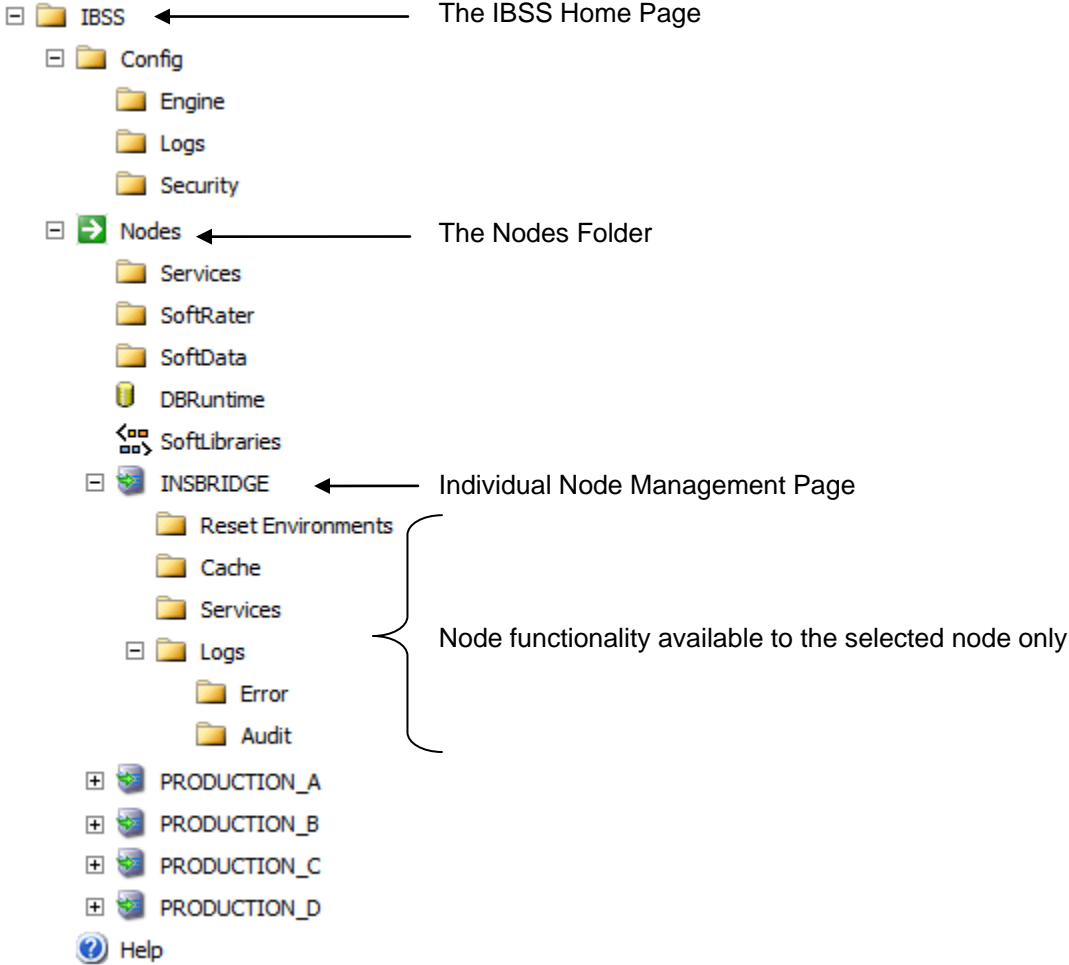 IBSS
The IBSS Home Page
Config
Engine
Logs
Security
Nodes
The Nodes Folder
Services
SoftRater
SoftData
DBRuntime
SoftLibraries
INSBRIDGE
Individual Node Management Page
Reset Environments
Cache
Services
Node functionality available to the selected node only
Logs
Error
Audit
PRODUCTION_A
PRODUCTION_B
PRODUCTION_C
PRODUCTION_D
Help